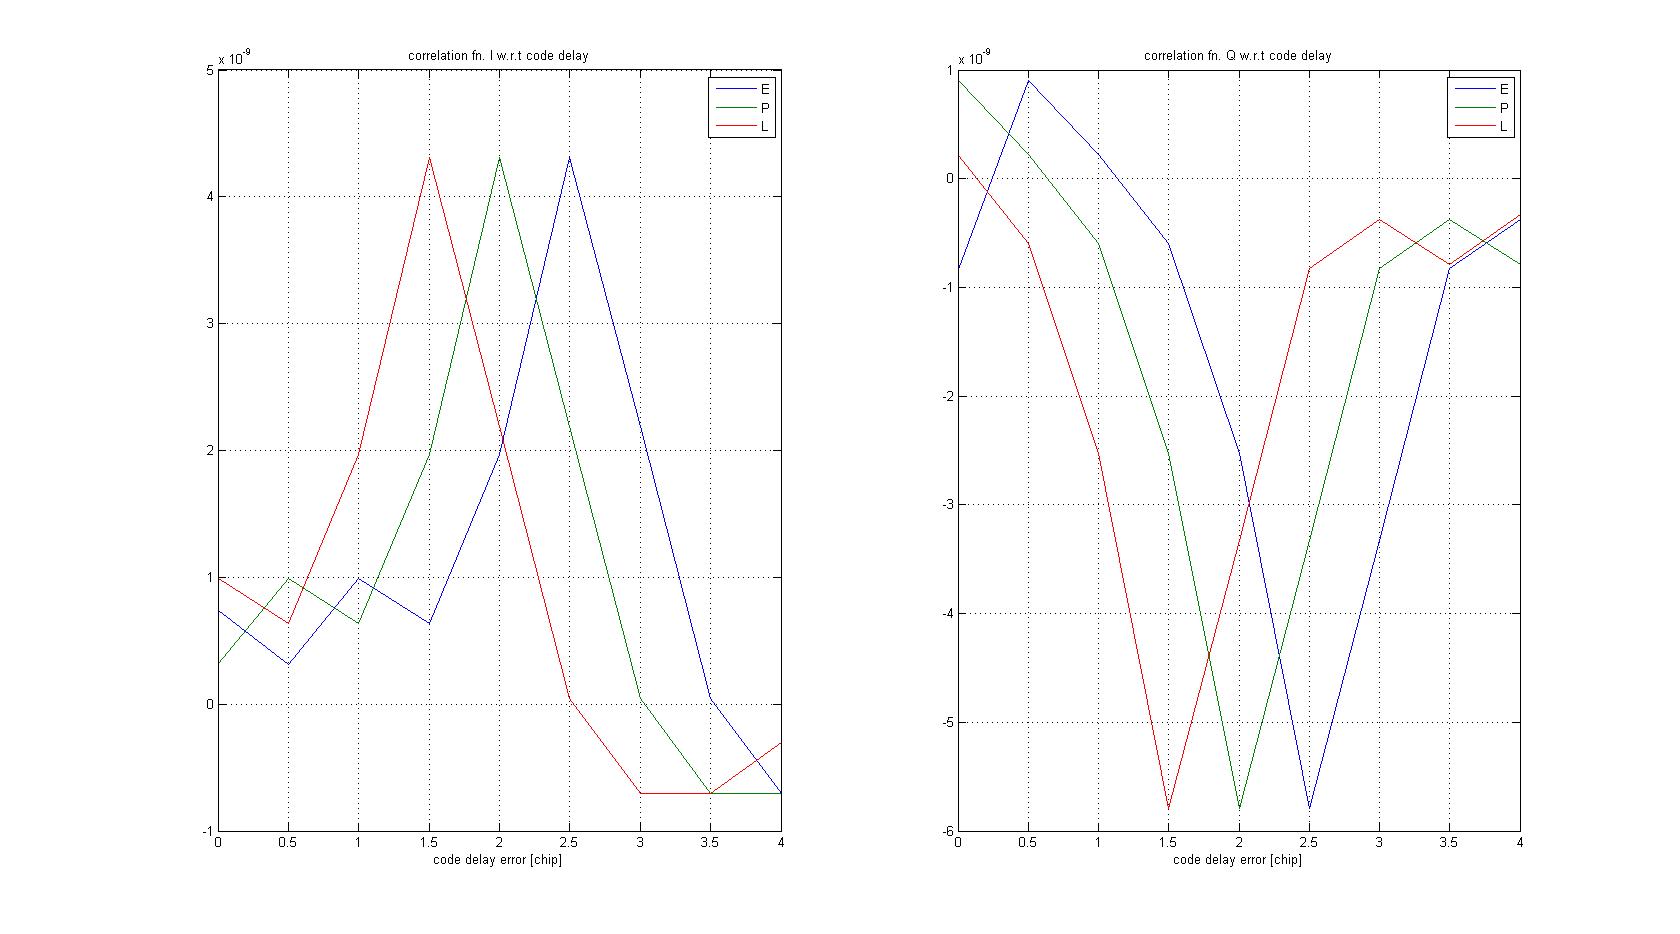 x 10^-9
correlation fn. I w.r.t code delay
5
4
3
2
1
0
-1
E
P
L
0 0.5 1 1.5 2 2.5 3 3.5 4
code delay error [chip]
x 10^-9
correlation fn. Q w.r.t code delay
1
0
-1
-2
-3
-4
-5
-6
E
P
L
0 0.5 1 1.5 2 2.5 3 3.5 4
code delay error [chip]